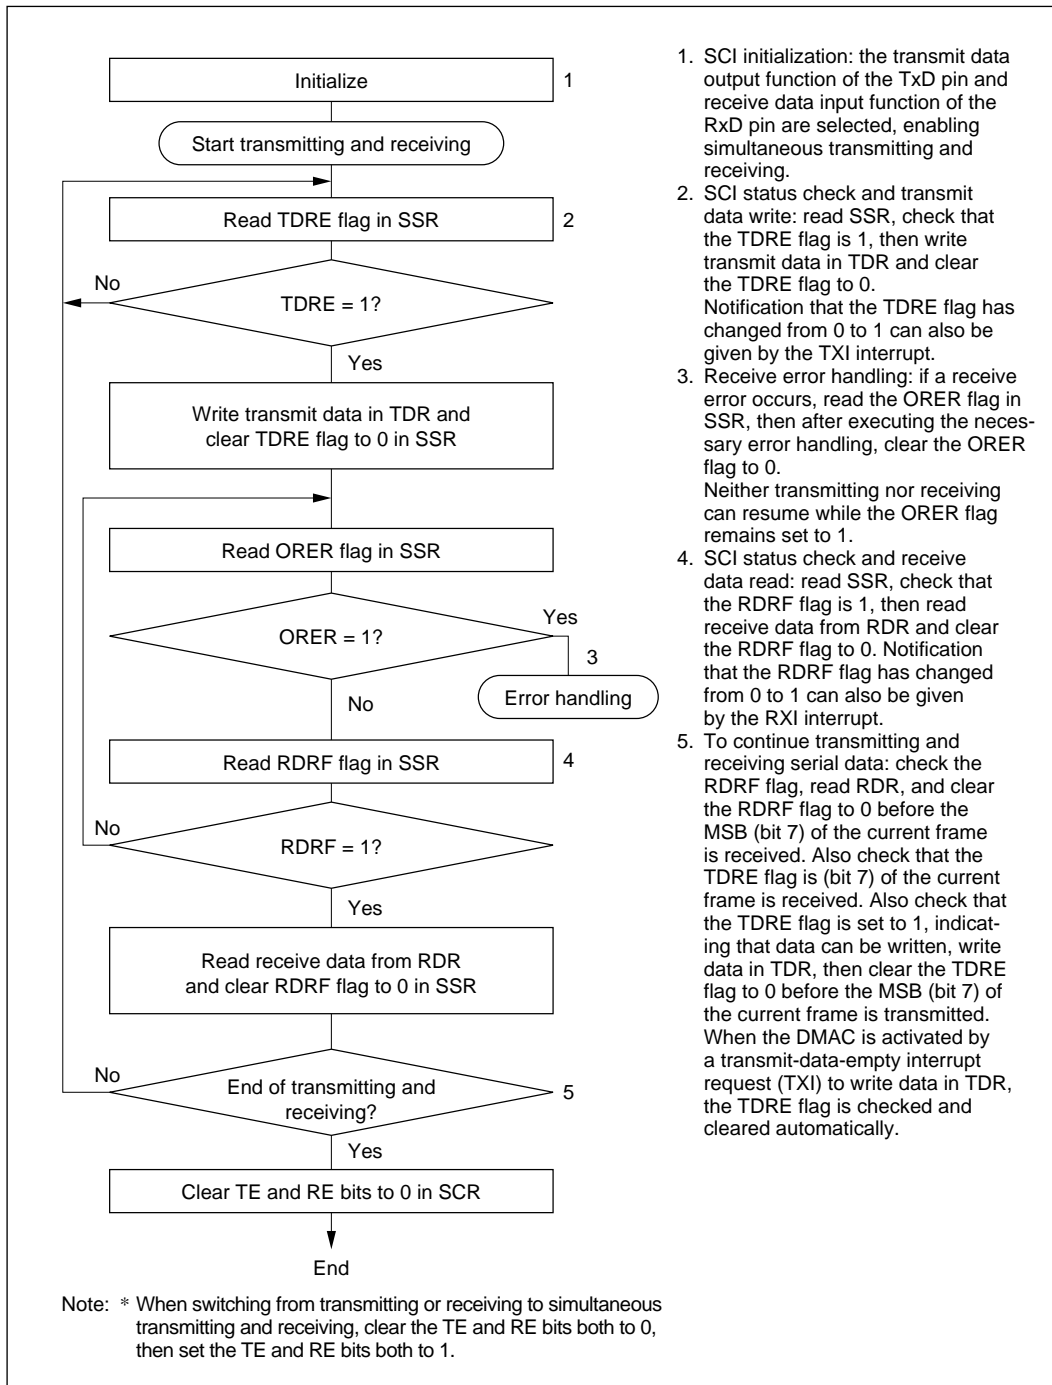 Initialize
1
Start transmitting and receiving
Read TDRE flag in SSR
2
No
TDRE = 1?
Yes
Write transmit data in TDR and
clear TDRE flag to 0 in SSR
Read ORER flag in SSR
Yes
ORER = 1?
3
Error handling
No
Read RDRF flag in SSR
4
No
RDRF = 1?
Yes
Read receive data from RDR
and clear RDRF flag to 0 in SSR
No
End of transmitting and
receiving?
5
Yes
Clear TE and RE bits to 0 in SCR
End
1. SCI initialization: the transmit data
output function of the TxD pin and
receive data input function of the
RxD pin are selected, enabling
simultaneous transmitting and
receiving.
2. SCI status check and transmit
data write: read SSR, check that
the TDRE flag is 1, then write
transmit data in TDR and clear
the TDRE flag to 0.
Notification that the TDRE flag has
changed from 0 to 1 can also be
given by the TXI interrupt.
3. Receive error handling: if a receive
error occurs, read the ORER flag in
SSR, then after executing the neces-
sary error handling, clear the ORER
flag to 0.
Neither transmitting nor receiving
can resume while the ORER flag
remains set to 1.
4. SCI status check and receive
data read: read SSR, check that
the RDRF flag is 1, then read
receive data from RDR and clear
the RDRF flag to 0. Notification
that the RDRF flag has changed
from 0 to 1 can also be given
by the RXI interrupt.
5. To continue transmitting and
receiving serial data: check the
RDRF flag, read RDR, and clear
the RDRF flag to 0 before the
MSB (bit 7) of the current frame
is received. Also check that the
TDRE flag is (bit 7) of the current
frame is received. Also check that
the TDRE flag is set to 1, indicat-
ing that data can be written, write
data in TDR, then clear the TDRE
flag to 0 before the MSB (bit 7) of
the current frame is transmitted.
When the DMAC is activated by
a transmit-data-empty interrupt
request (TXI) to write data in TDR,
the TDRE flag is checked and
cleared automatically.
Note: * When switching from transmitting or receiving to simultaneous
transmitting and receiving, clear the TE and RE bits both to 0,
then set the TE and RE bits both to 1.